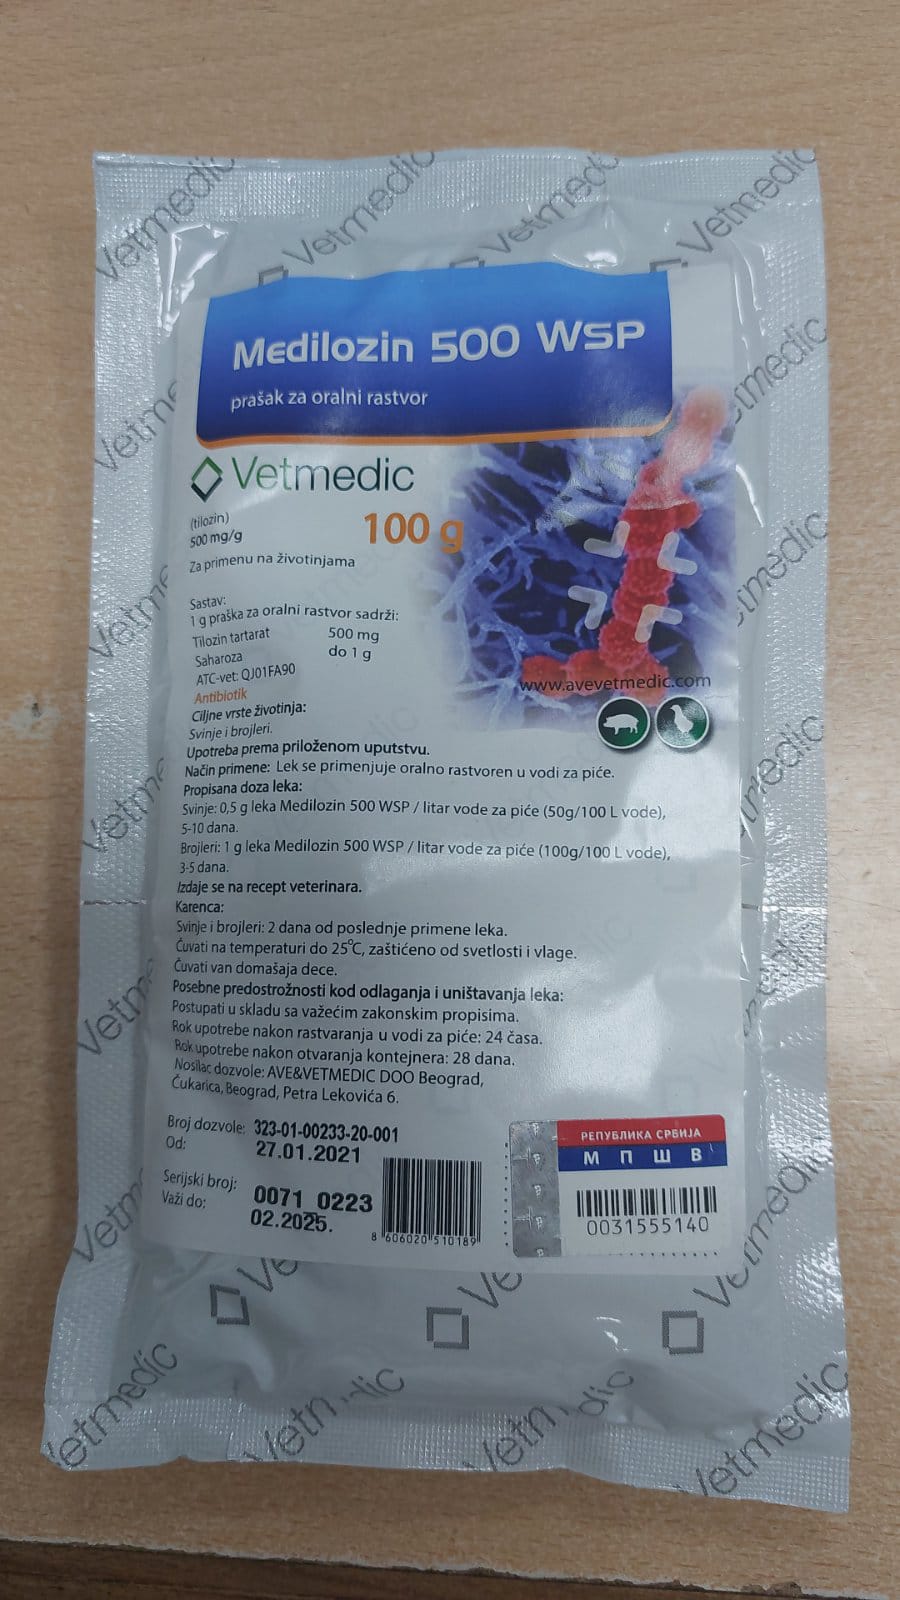 Medilozin 500 WSP
prašak za oralni rastvor
Vetmedic
(tilozin)
500 mg/g
100 g
Za primenu na životinjama
Sastav:
1 g praška za oralni rastvor sadrži:
Tilozin tartarat 500 mg
Saharoza do 1 g
ATC-vet: QJ01FA90
www.avevetmedic.com
Antibiotik
Ciljne vrste životinja:
Svinje i brojleri.
Upotreba prema priloženom uputstvu.
Način primene: Lek se primenjuje oralno rastvoren u vodi za piće.
Propisana doza leka:
Svinje: 0,5 g leka Medilozin 500 WSP / litar vode za piće (50g/100 L vode),
5-10 dana.
Brojleri: 1 g leka Medilozin 500 WSP / litar vode za piće (100g/100 L vode),
3-5 dana.
Izdaje se na recept veterinara.
Karenca:
Svinje i brojleri: 2 dana od poslednje primene leka.
Čuvati na temperaturi do 25°C, zaštićeno od svetlosti i vlage.
Čuvati van domašaja dece.
Posebne predostrožnosti kod odlaganja i uništavanja leka:
Postupati u skladu sa važećim zakonskim propisima.
Rok upotrebe nakon rastvaranja u vodi za piće: 24 časa.
Rok upotrebe nakon otvaranja kontejnera: 28 dana.
Nosilac dozvole: AVE&VETMEDIC DOO Beograd,
Čukarica, Beograd, Petra Lekovića 6.
Broj dozvole: 323-01-00233-20-001
Od: 27.01.2021
Serijski broj: 0071 0223
Važi do: 02.2025.
8 606020 510189
РЕПУБЛИКА СРБИЈА
М П Ш В
0031555140
Vetmedic
Vetmedic
Vetmedic
Vetmedic
Vetmedic